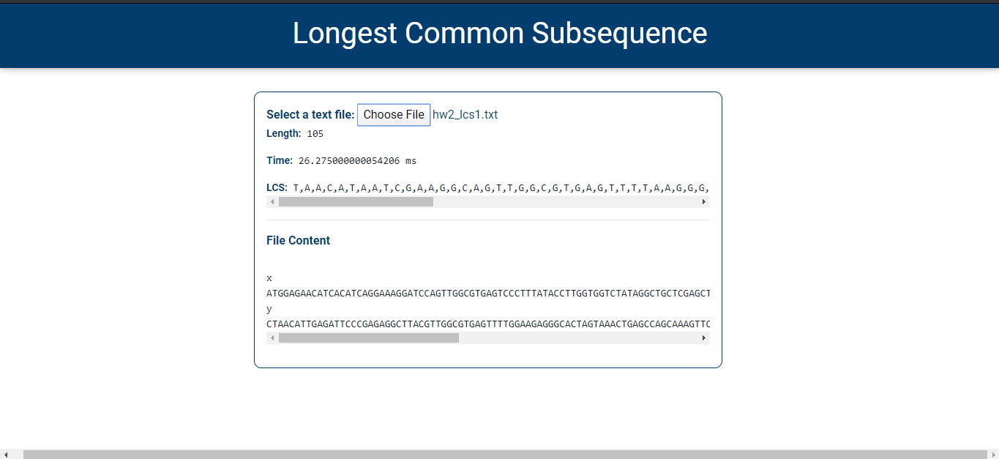 Longest Common Subsequence
Select a text file: Choose File hw2_lcs1.txt
Length: 105
Time: 26.275000000054206 ms
LCS: T,A,A,C,A,T,A,A,T,C,G,A,A,G,G,C,A,G,T,T,G,G,C,G,T,G,A,G,T,T,T,T,A,A,G,G,G,
File Content
x
ATGGAGAACATCACATCAGGAAAGGATCCAGTTGGCGTGAGTCCCTTTATACCTTGGTGGTCTATAGGCTGCTCGAGCT
y
CTAACATTGAGATTCCCGAGAGGCTTACGTTGGCGTGAGTTTTGGAAGAGGGCACTAGTAAACTGAGCCAGCAAAGTTC